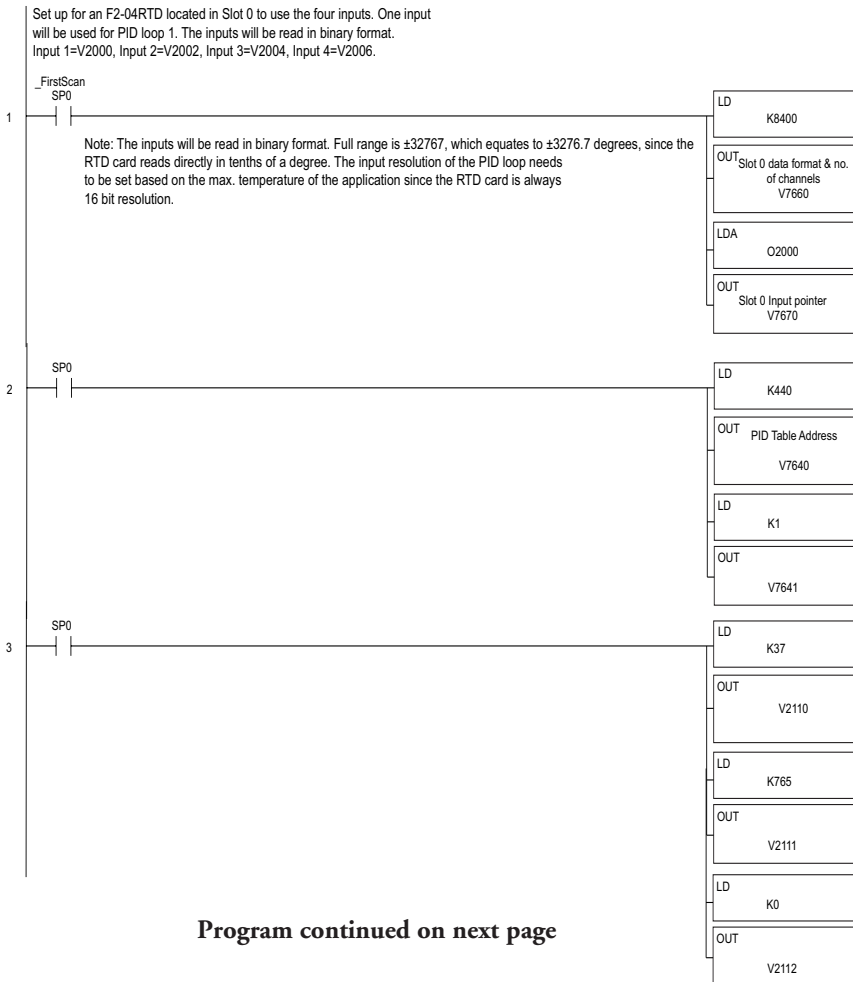 Set up for an F2-04RTD located in Slot 0 to use the four inputs. One input
will be used for PID loop 1. The inputs will be read in binary format.
Input 1=V2000, Input 2=V2002, Input 3=V2004, Input 4=V2006.
_FirstScan
SP0
1
LD
K8400
Note: The inputs will be read in binary format. Full range is ±32767, which equates to ±3276.7 degrees, since the
RTD card reads directly in tenths of a degree. The input resolution of the PID loop needs
to be set based on the max. temperature of the application since the RTD card is always
16 bit resolution.
OUT
Slot 0 data format & no.
of channels
V7660
LDA
O2000
OUT
Slot 0 Input pointer
V7670
SP0
2
LD
K440
OUT
PID Table Address
V7640
LD
K1
OUT
V7641
SP0
3
LD
K37
OUT
V2110
LD
K765
OUT
V2111
LD
K0
OUT
V2112
Program continued on next page